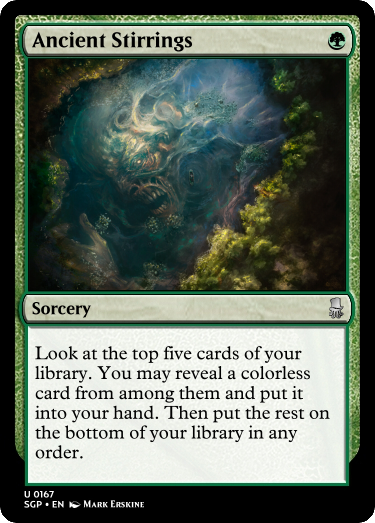 Ancient Stirrings
Sorcery
Look at the top five cards of your
library. You may reveal a colorless
card from among them and put it
into your hand. Then put the rest on
the bottom of your library in any
order.
U 0167
SGP • EN Mark Erskine